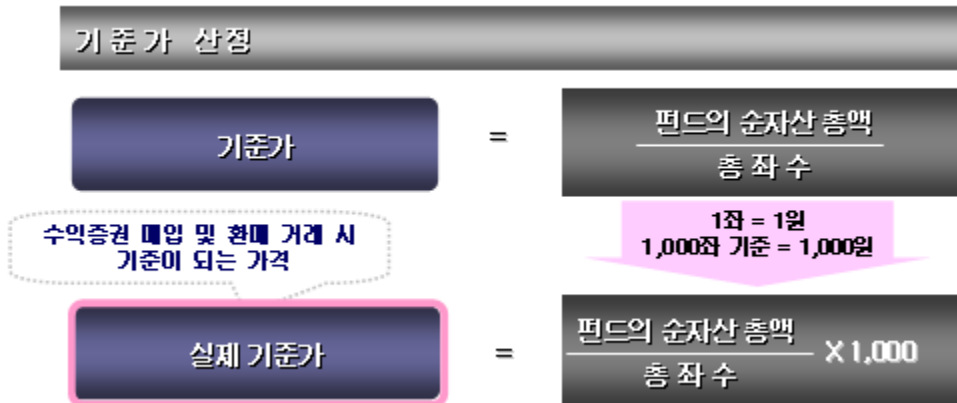 기준가 산정
기준가
=
펀드의 순자산 총액
총 좌 수
수익증권 매입 및 환매 거래 시
기준이 되는 가격
1좌 = 1원
1,000좌 기준 = 1,000원
실제 기준가
=
펀드의 순자산 총액
총 좌 수
X 1,000